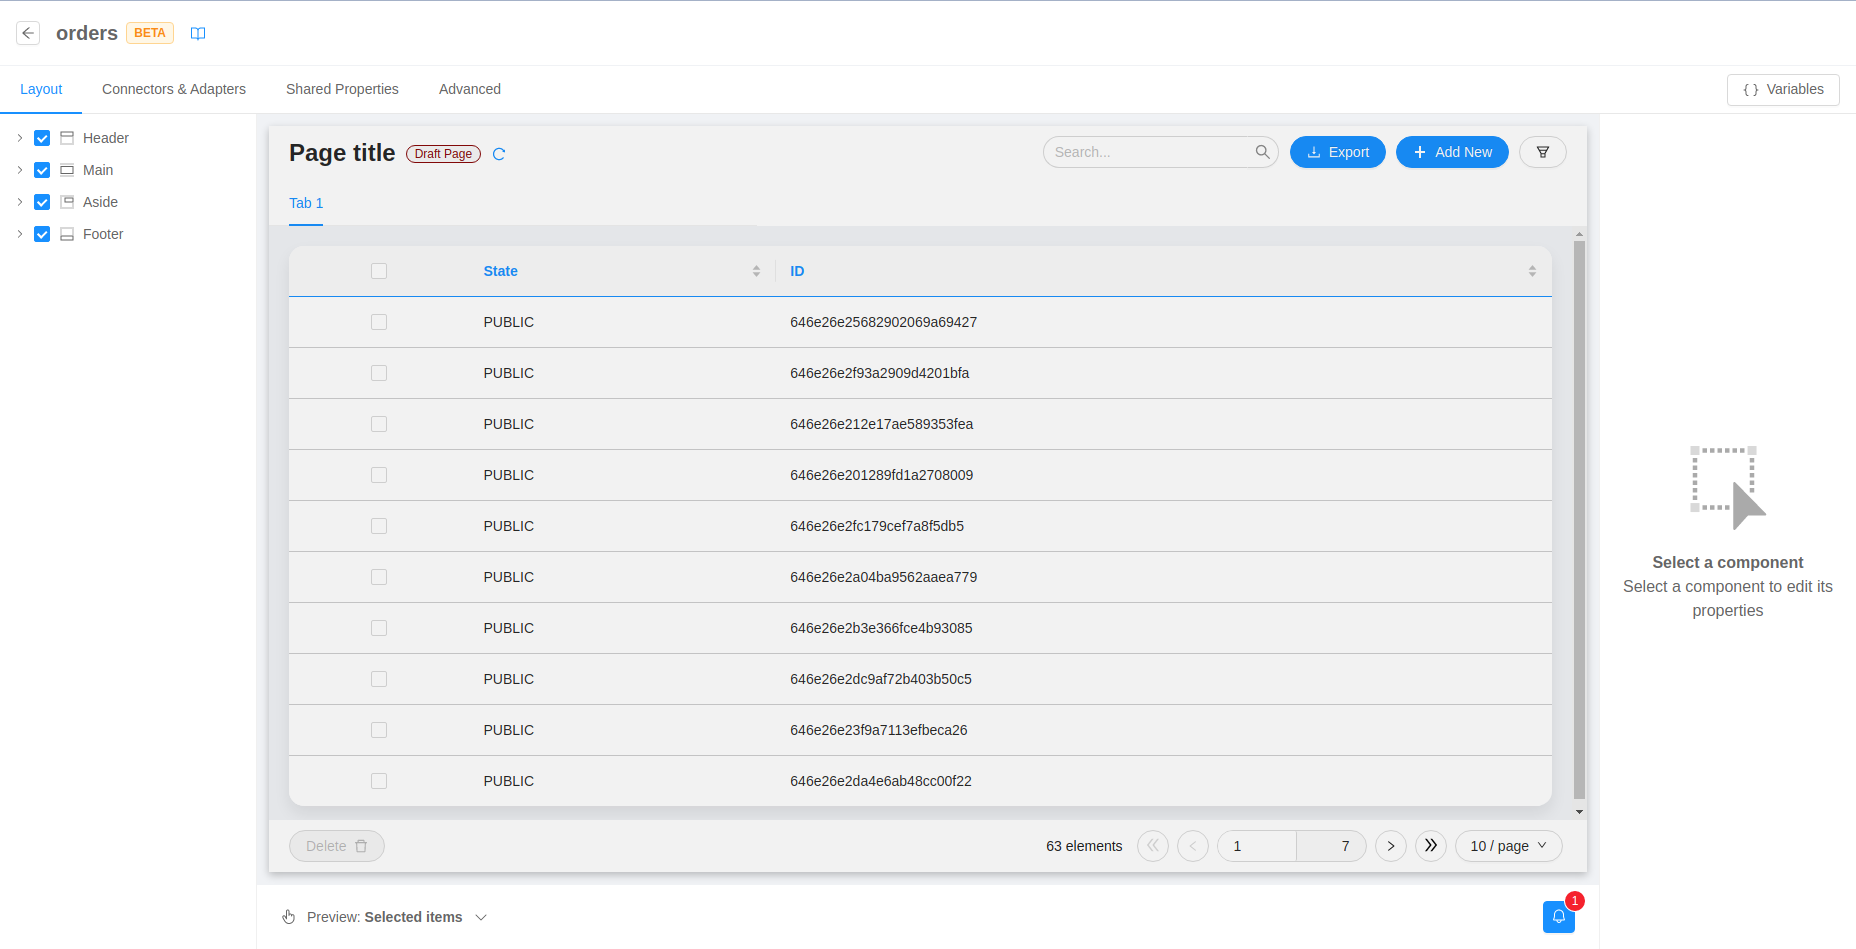 orders BETA
Layout Connectors & Adapters Shared Properties Advanced { } Variables
Header
Main
Aside
Footer
Page title Draft Page Search... Export Add New
Tab 1
State ID
PUBLIC 646e26e25682902069a69427
PUBLIC 646e26e2f93a2909d4201bfa
PUBLIC 646e26e212e17ae589353fea
PUBLIC 646e26e201289fd1a2708009
PUBLIC 646e26e2fc179cef7a8f5db5
PUBLIC 646e26e2a04ba9562aaea779
PUBLIC 646e26e2b3e366fce4b93085
PUBLIC 646e26e2dc9af72b403b50c5
PUBLIC 646e26e23f9a7113efbeca26
PUBLIC 646e26e2da4e6ab48cc00f22
Delete 63 elements 1 7 10 / page
Preview: Selected items 1
Select a component
Select a component to edit its
properties